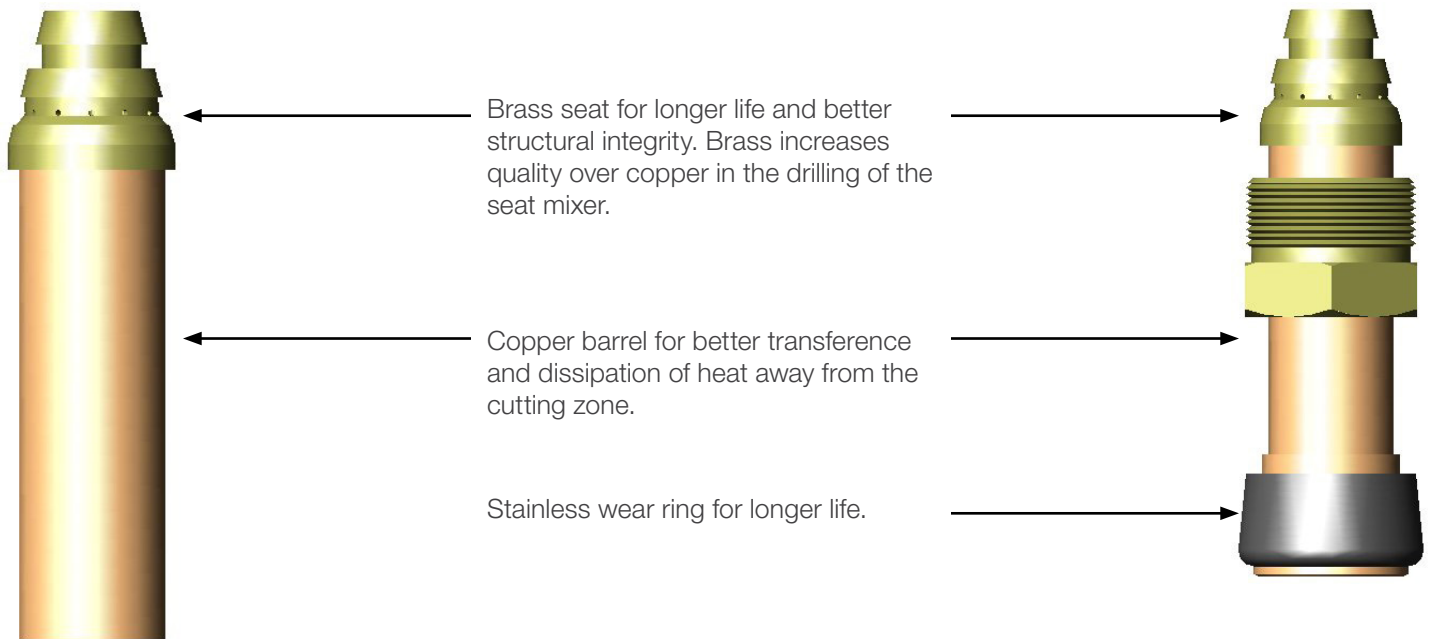 Brass seat for longer life and better
structural integrity. Brass increases
quality over copper in the drilling of the
seat mixer.
Copper barrel for better transference
and dissipation of heat away from the
cutting zone.
Stainless wear ring for longer life.